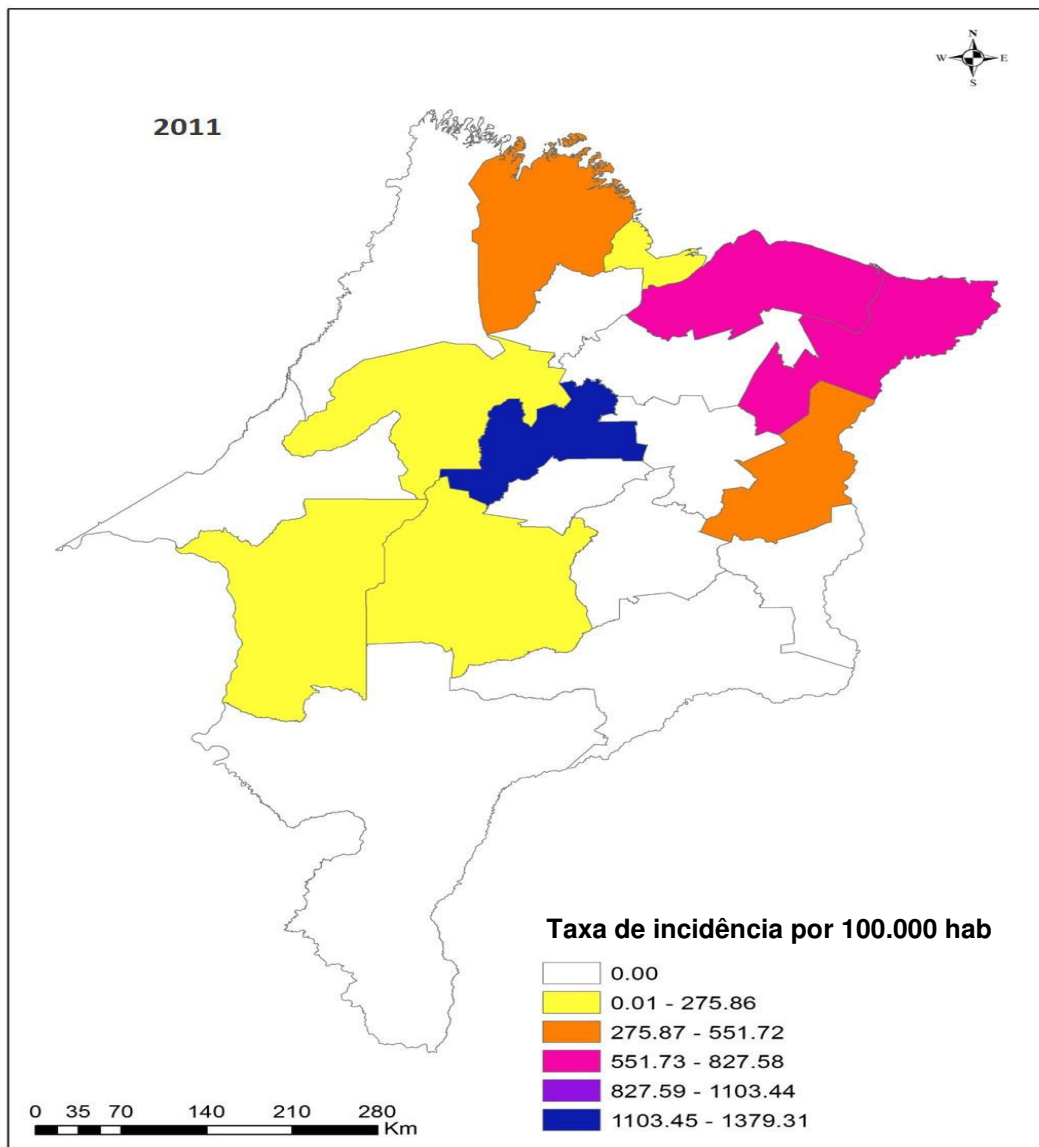 N
W E
S
2011
Taxa de incidência por 100.000 hab
0.00
0.01 - 275.86
275.87 - 551.72
551.73 - 827.58
827.59 - 1103.44
1103.45 - 1379.31
0 35 70 140 210 280
Km